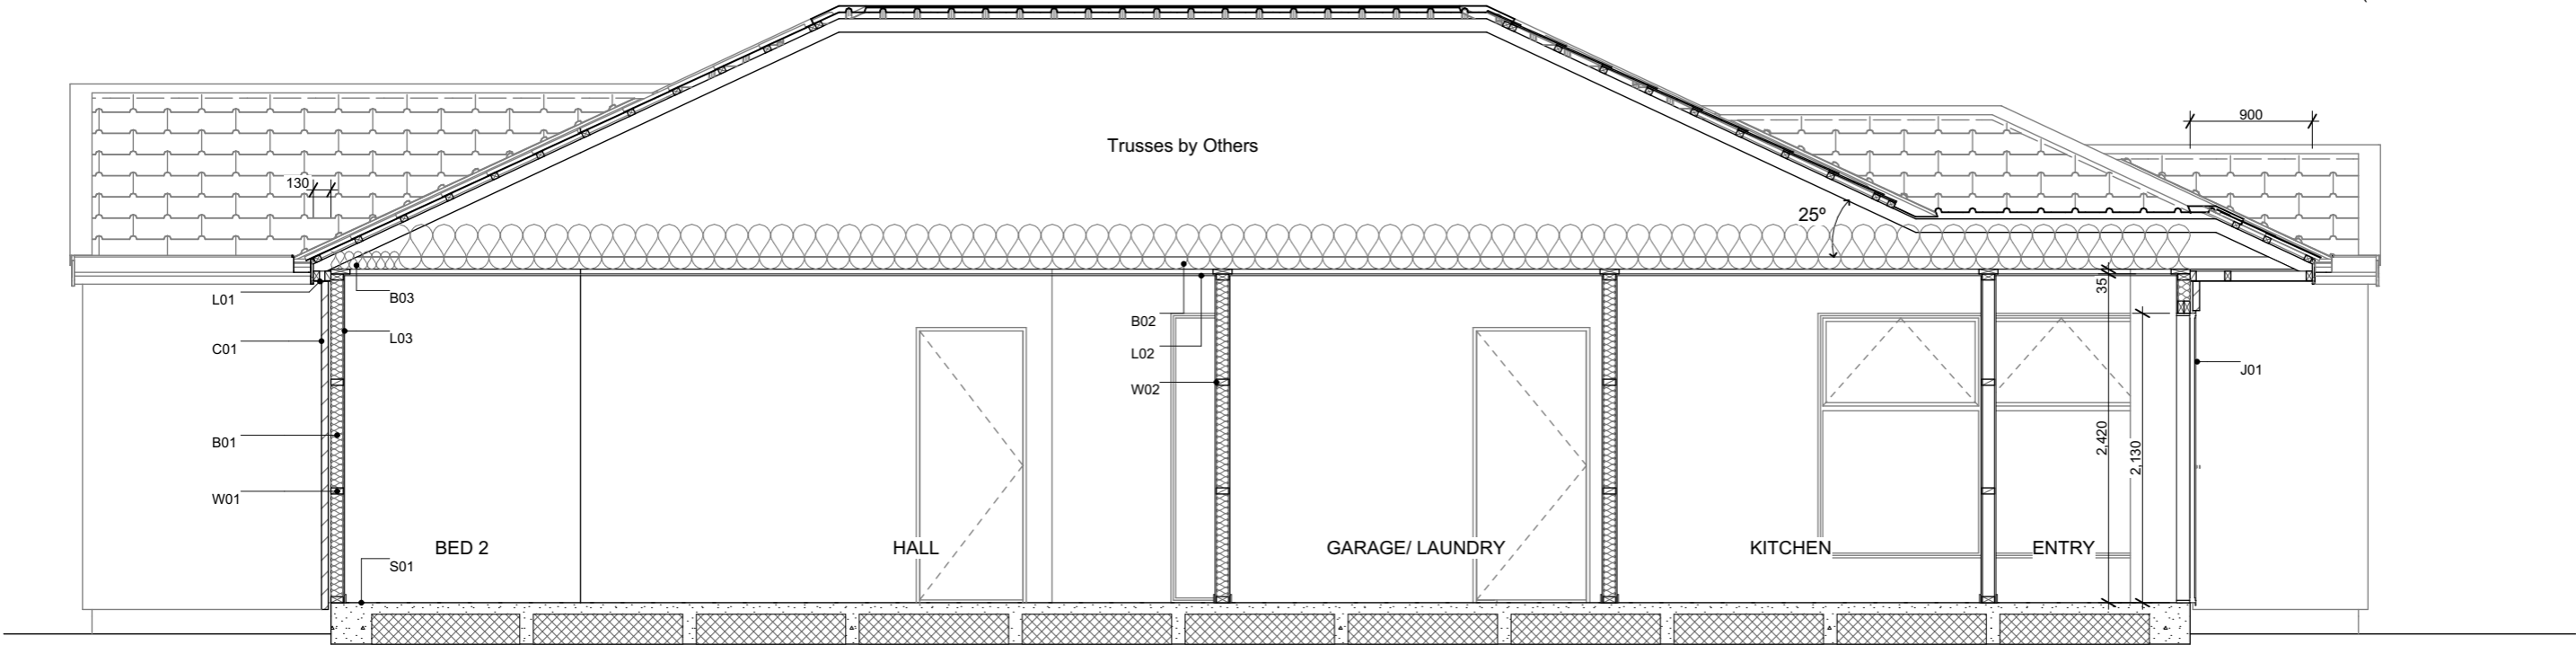 900
Trusses by Others
130
25º
L01
B03
35
B02
L03
C01
L02
J01
W02
B01
2,420
2,130
W01
BED 2
HALL
GARAGE/ LAUNDRY
KITCHEN
ENTRY
S01